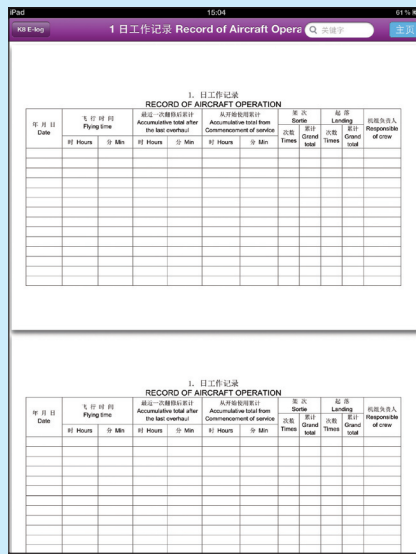 iPad 15:04 61%
K8 E-log 1 日工作记录 Record of Aircraft Opera 关键字 主页
1. 日工作记录
RECORD OF AIRCRAFT OPERATION
年 月 日 Date
飞 行 时 间 Flying time
最近一次翻修后累计 Accumulative total after the last overhaul
从开始使用累计 Accumulative total from Commencement of service
架 次 Sortie
起 落 Landing
机组负责人 Responsible of crew
时 Hours 分 Min 时 Hours 分 Min 时 Hours 分 Min 次数 Times 累计 Grand total 次数 Times 累计 Grand total
1. 日工作记录
RECORD OF AIRCRAFT OPERATION
年 月 日 Date
飞 行 时 间 Flying time
最近一次翻修后累计 Accumulative total after the last overhaul
从开始使用累计 Accumulative total from Commencement of service
架 次 Sortie
起 落 Landing
机组负责人 Responsible of crew
时 Hours 分 Min 时 Hours 分 Min 时 Hours 分 Min 次数 Times 累计 Grand total 次数 Times 累计 Grand total